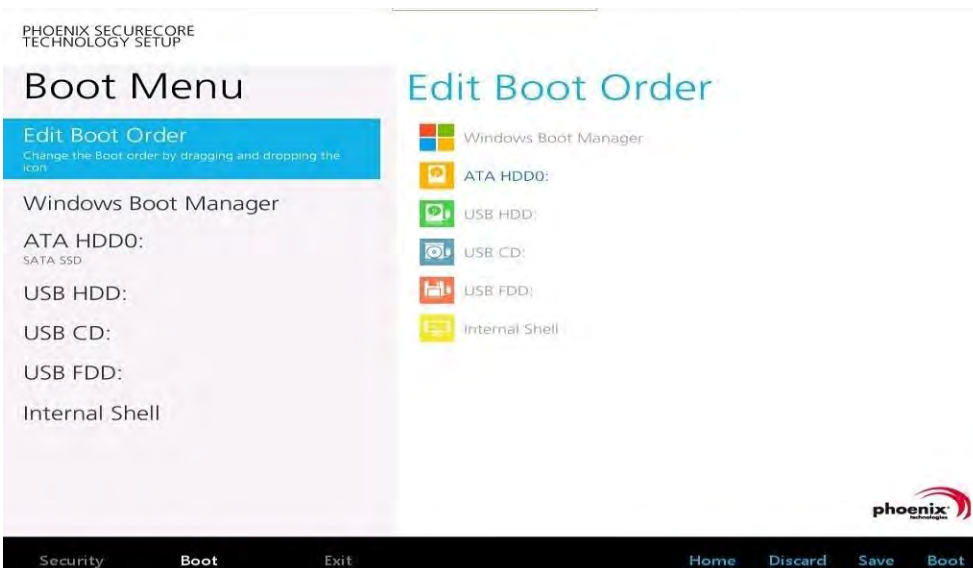 PHOENIX SECURECORE
TECHNOLOGY SETUP
Boot Menu
Edit Boot Order
Change the Boot order by dragging and dropping the
icon
Windows Boot Manager
ATA HDD0:
SATA SSD
USB HDD:
USB CD:
USB FDD:
Internal Shell
Edit Boot Order
Windows Boot Manager
ATA HDD0:
USB HDD:
USB CD:
USB FDD:
Internal Shell
phoenix
technologies
Security Boot Exit Home Discard Save Boot